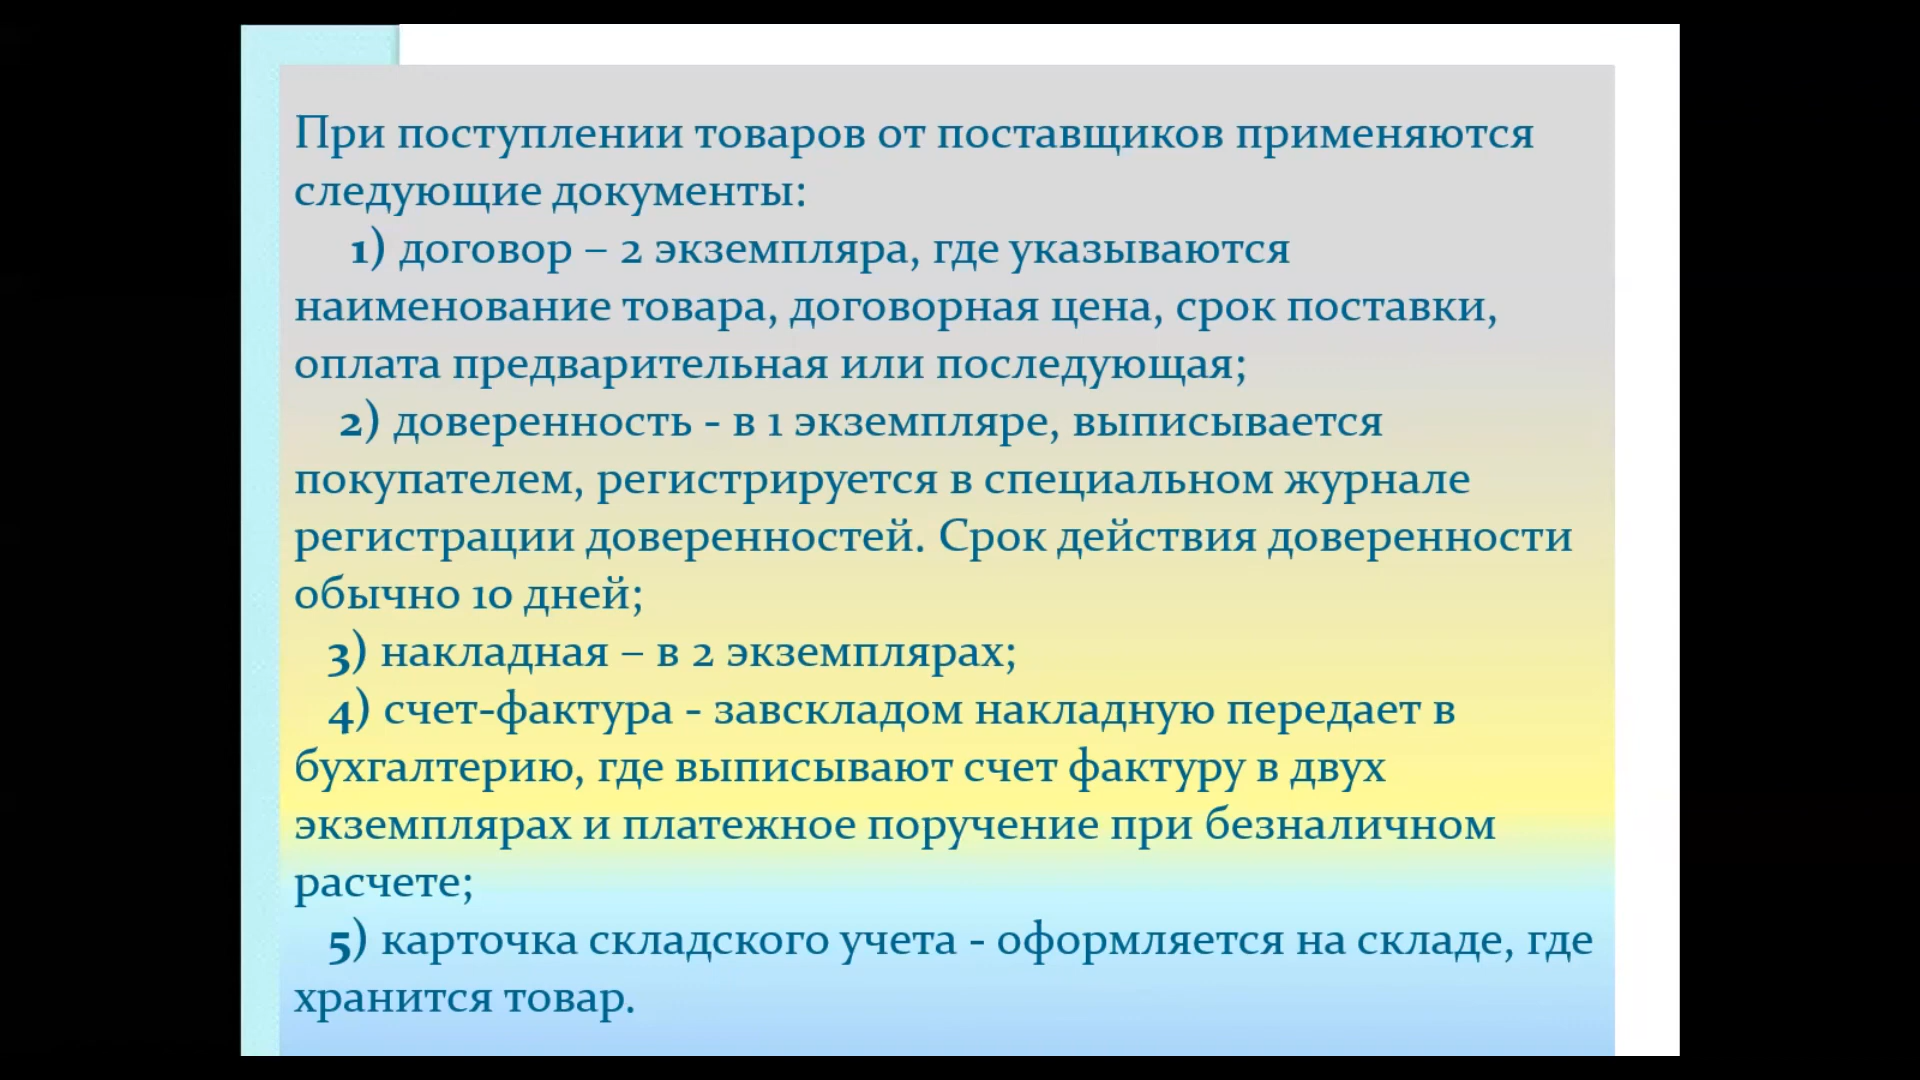 При поступлении товаров от поставщиков применяются
следующие документы:
1) договор – 2 экземпляра, где указываются
наименование товара, договорная цена, срок поставки,
оплата предварительная или последующая;
2) доверенность - в 1 экземпляре, выписывается
покупателем, регистрируется в специальном журнале
регистрации доверенностей. Срок действия доверенности
обычно 10 дней;
3) накладная – в 2 экземплярах;
4) счет-фактура - завскладом накладную передает в
бухгалтерию, где выписывают счет фактуру в двух
экземплярах и платежное поручение при безналичном
расчете;
5) карточка складского учета - оформляется на складе, где
хранится товар.